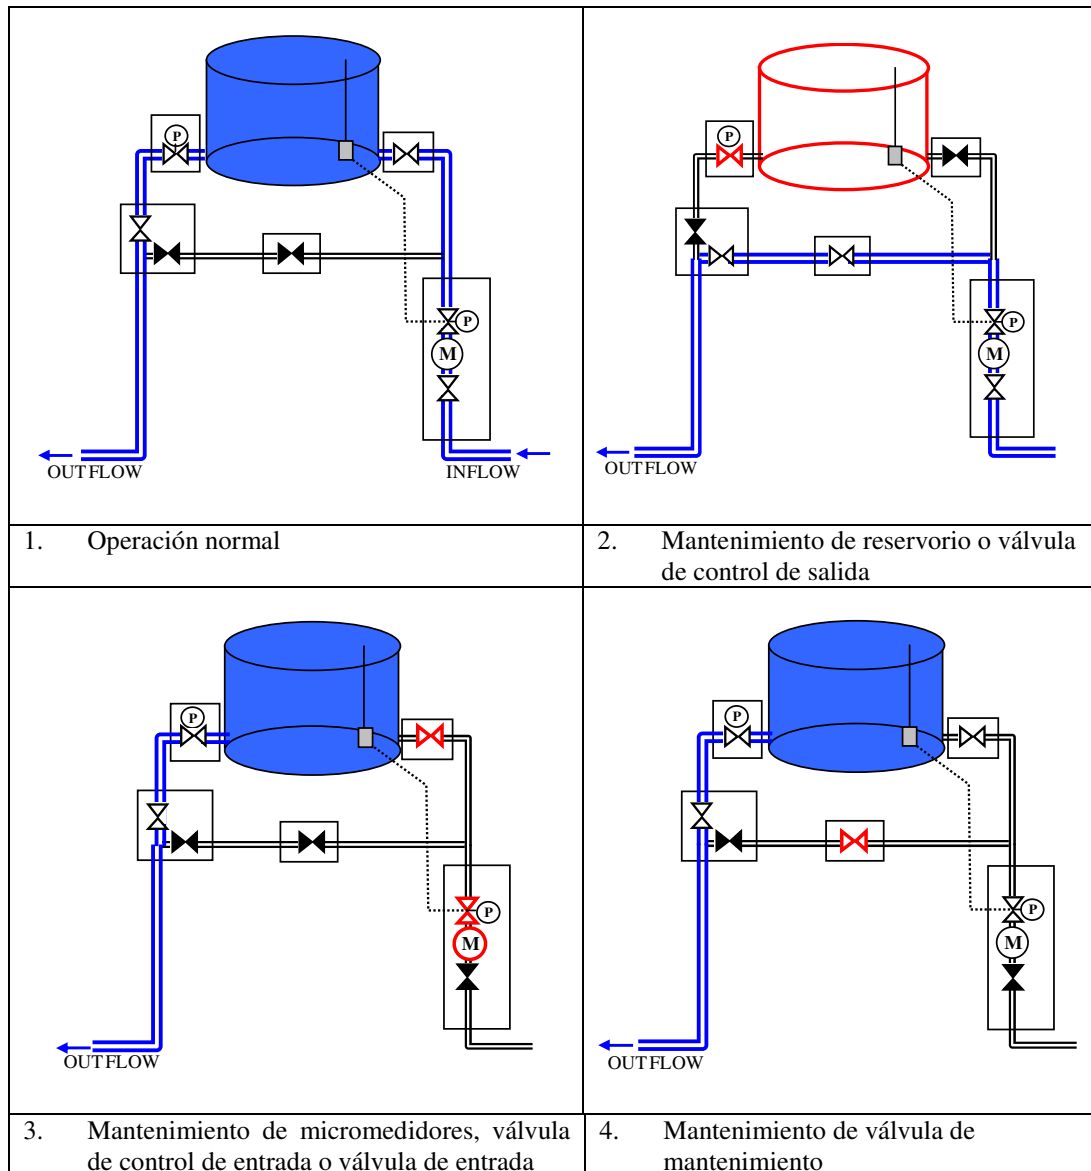 P
P
M
OUTFLOW
INFLOW
1. Operación normal
P
P
M
OUTFLOW
2. Mantenimiento de reservorio o válvula
de control de salida
P
P
M
OUTFLOW
3. Mantenimiento de micromedidores, válvula
de control de entrada o válvula de entrada
P
P
M
OUTFLOW
4. Mantenimiento de válvula de
mantenimiento